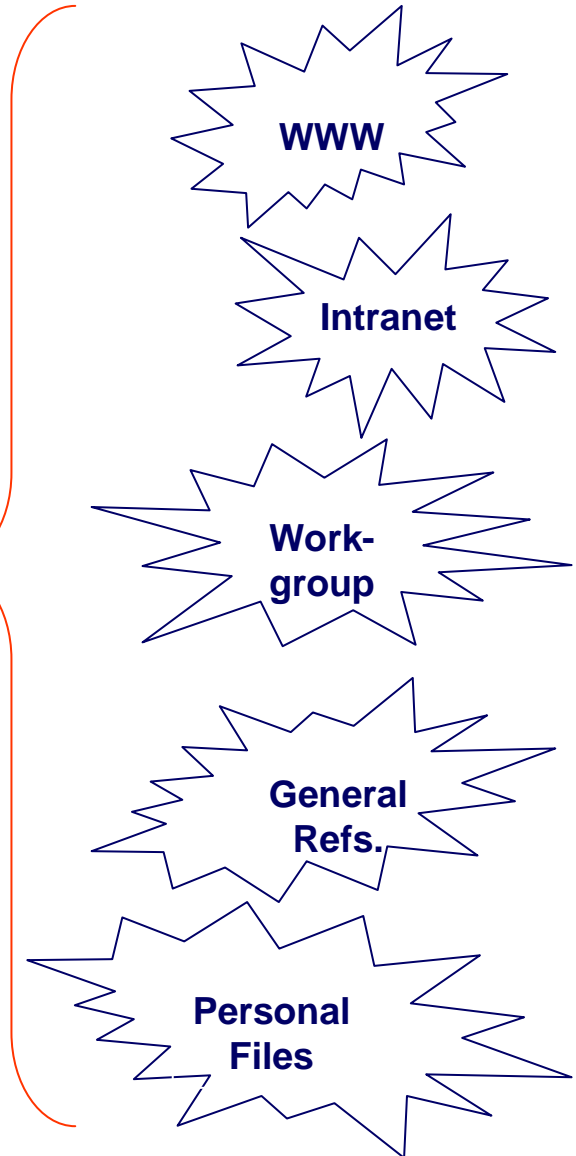 WWW
Intranet
Work-
group
General
Refs.
Personal
Files